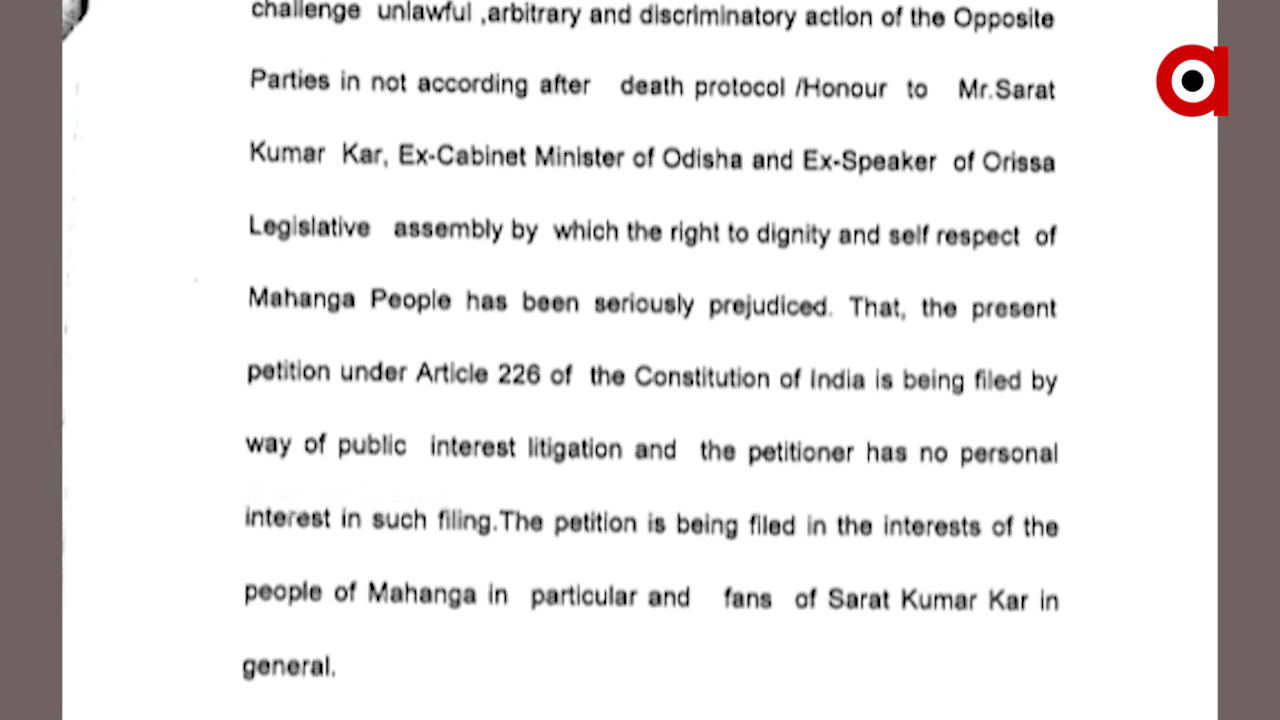 challenge unlawful ,arbitrary and discriminatory action of the Opposite
Parties in not according after death protocol /Honour to Mr.Sarat
Kumar Kar, Ex-Cabinet Minister of Odisha and Ex-Speaker of Orissa
Legislative assembly by which the right to dignity and self respect of
Mahanga People has been seriously prejudiced. That, the present
petition under Article 226 of the Constitution of India is being filed by
way of public interest litigation and the petitioner has no personal
interest in such filing.The petition is being filed in the interests of the
people of Mahanga in particular and fans of Sarat Kumar Kar in
general.